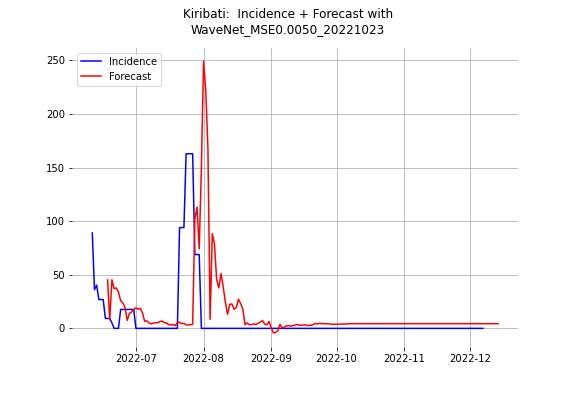 Kiribati:  Incidence + Forecast with
WaveNet_MSE0.0050_20221023
Incidence
Forecast
250
200
150
100
50
0
2022-07 2022-08 2022-09 2022-10 2022-11 2022-12